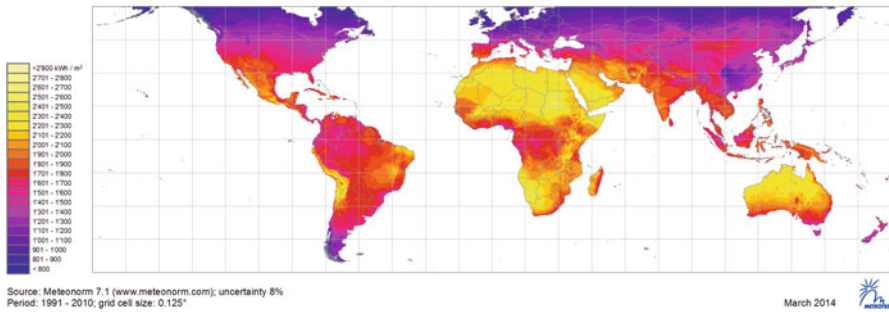 >2'800 kWh / m²
2'701 - 2'800
2'601 - 2'700
2'501 - 2'600
2'401 - 2'500
2'301 - 2'400
2'201 - 2'300
2'101 - 2'200
2'001 - 2'100
1'901 - 2'000
1'801 - 1'900
1'701 - 1'800
1'601 - 1'700
1'501 - 1'600
1'401 - 1'500
1'301 - 1'400
1'201 - 1'300
1'101 - 1'200
1'001 - 1'100
901 - 1'000
801 - 900
< 800
Source: Meteonorm 7.1 (www.meteonorm.com); uncertainty 8%
Period: 1991 - 2010; grid cell size: 0.125°
March 2014